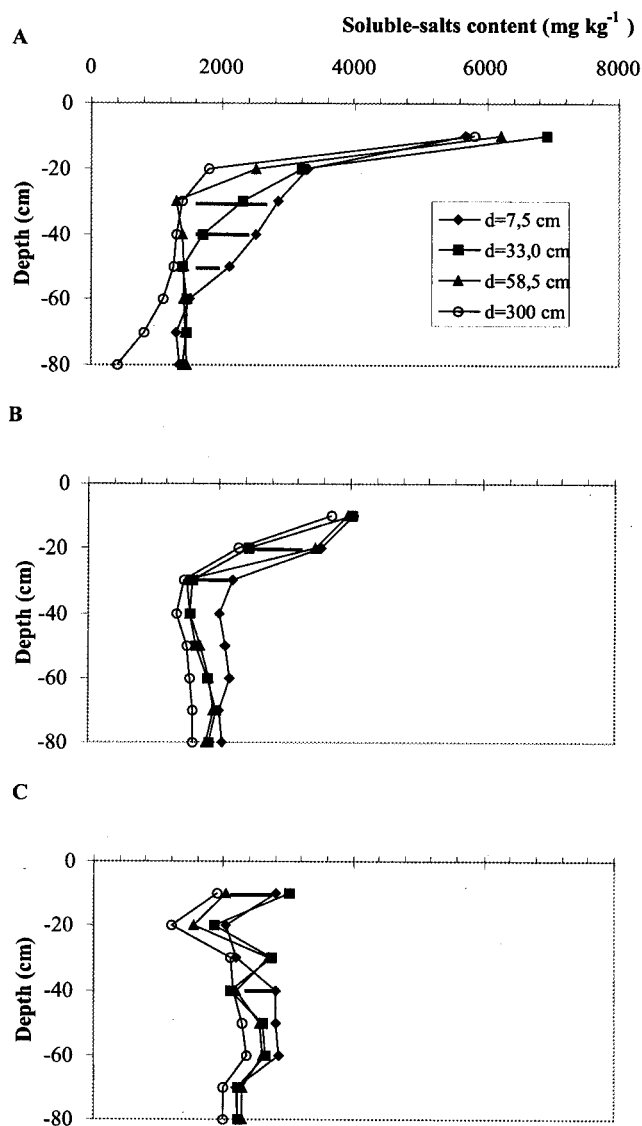 Soluble-salts content (mg kg-1)
A
0 2000 4000 6000 8000
0
-20
-40
-60
-80
Depth (cm)
d=7,5 cm
d=33,0 cm
d=58,5 cm
d=300 cm
B
0
-20
-40
-60
-80
Depth (cm)
C
0
-20
-40
-60
-80
Depth (cm)